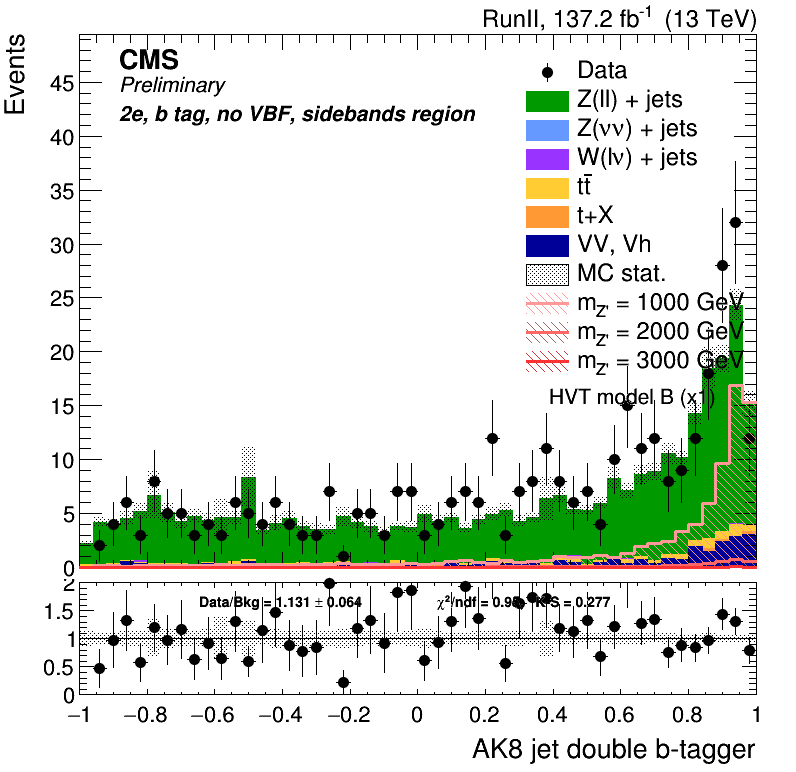 RunII, 137.2 fb⁻¹ (13 TeV)
Events
CMS
Preliminary
2e, b tag, no VBF, sidebands region
Data
Z(ll) + jets
Z(νν) + jets
W(lν) + jets
tt̄
t+X
VV, Vh
MC stat.
m_Z' = 1000 GeV
m_Z' = 2000 GeV
m_Z' = 3000 GeV
HVT model B (x1)
45
40
35
30
25
20
15
10
5
0
Data/Bkg = 1.131 ± 0.064
χ²/ndf = 0.93
K-S = 0.277
2
1.5
1
0.5
0
−1 −0.8 −0.6 −0.4 −0.2 0 0.2 0.4 0.6 0.8 1
AK8 jet double b-tagger